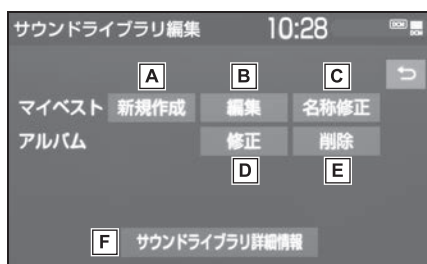 サウンドライブラリ編集 10:28
A B C
マイベスト 新規作成 編集 名称修正
アルバム 修正 削除
D E
F サウンドライブラリ詳細情報